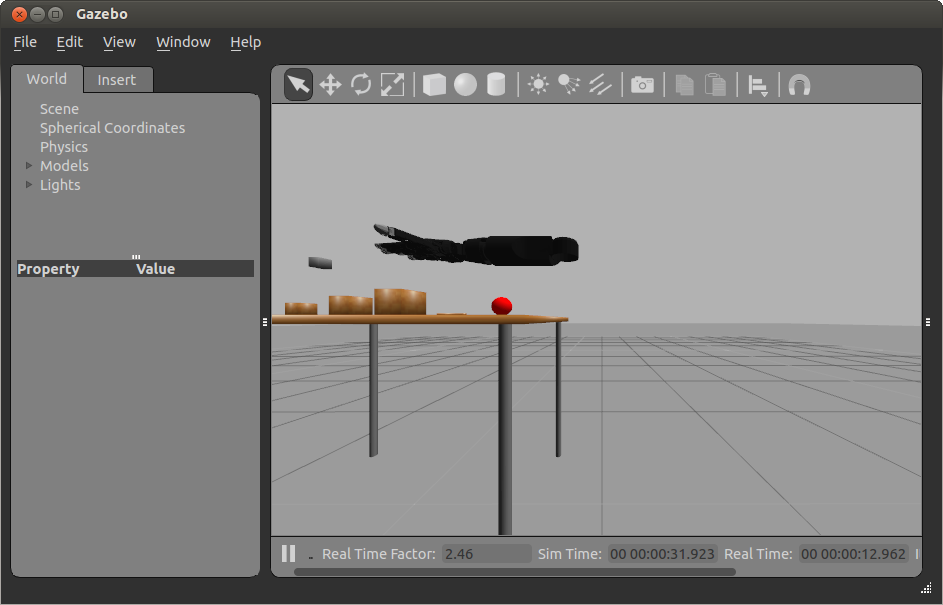 Gazebo
File Edit View Window Help
World Insert
Scene
Spherical Coordinates
Physics
Models
Lights
Property Value
Real Time Factor: 2.46 Sim Time: 00 00:00:31.923 Real Time: 00 00:00:12.962 I